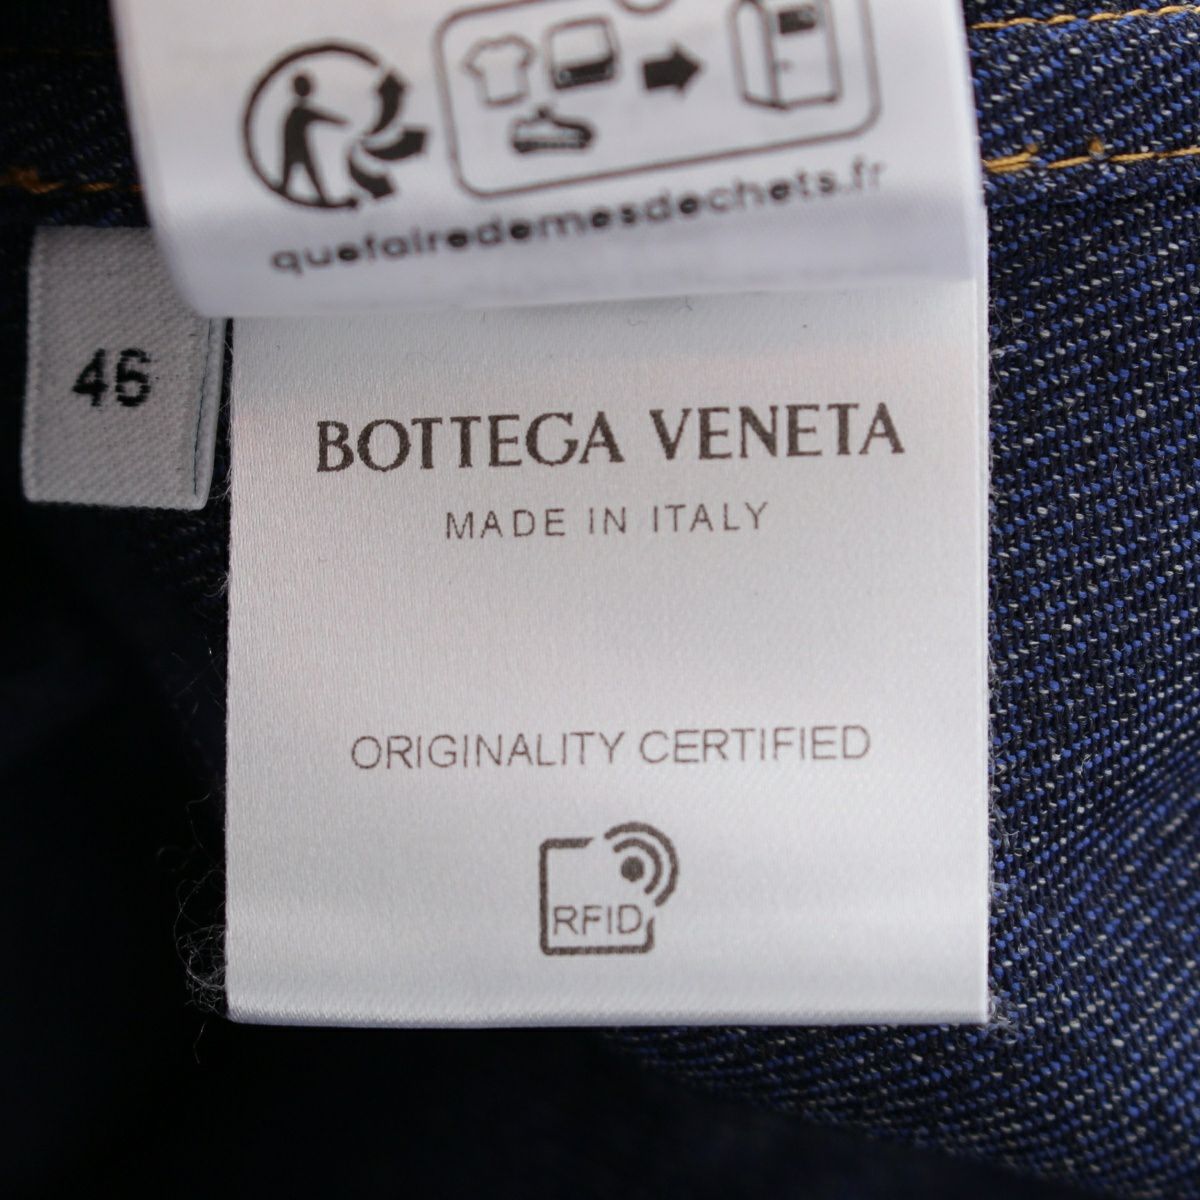 quefairedemesdechets.fr
46
BOTTEGA VENETA
MADE IN ITALY
ORIGINALITY CERTIFIED
RFID